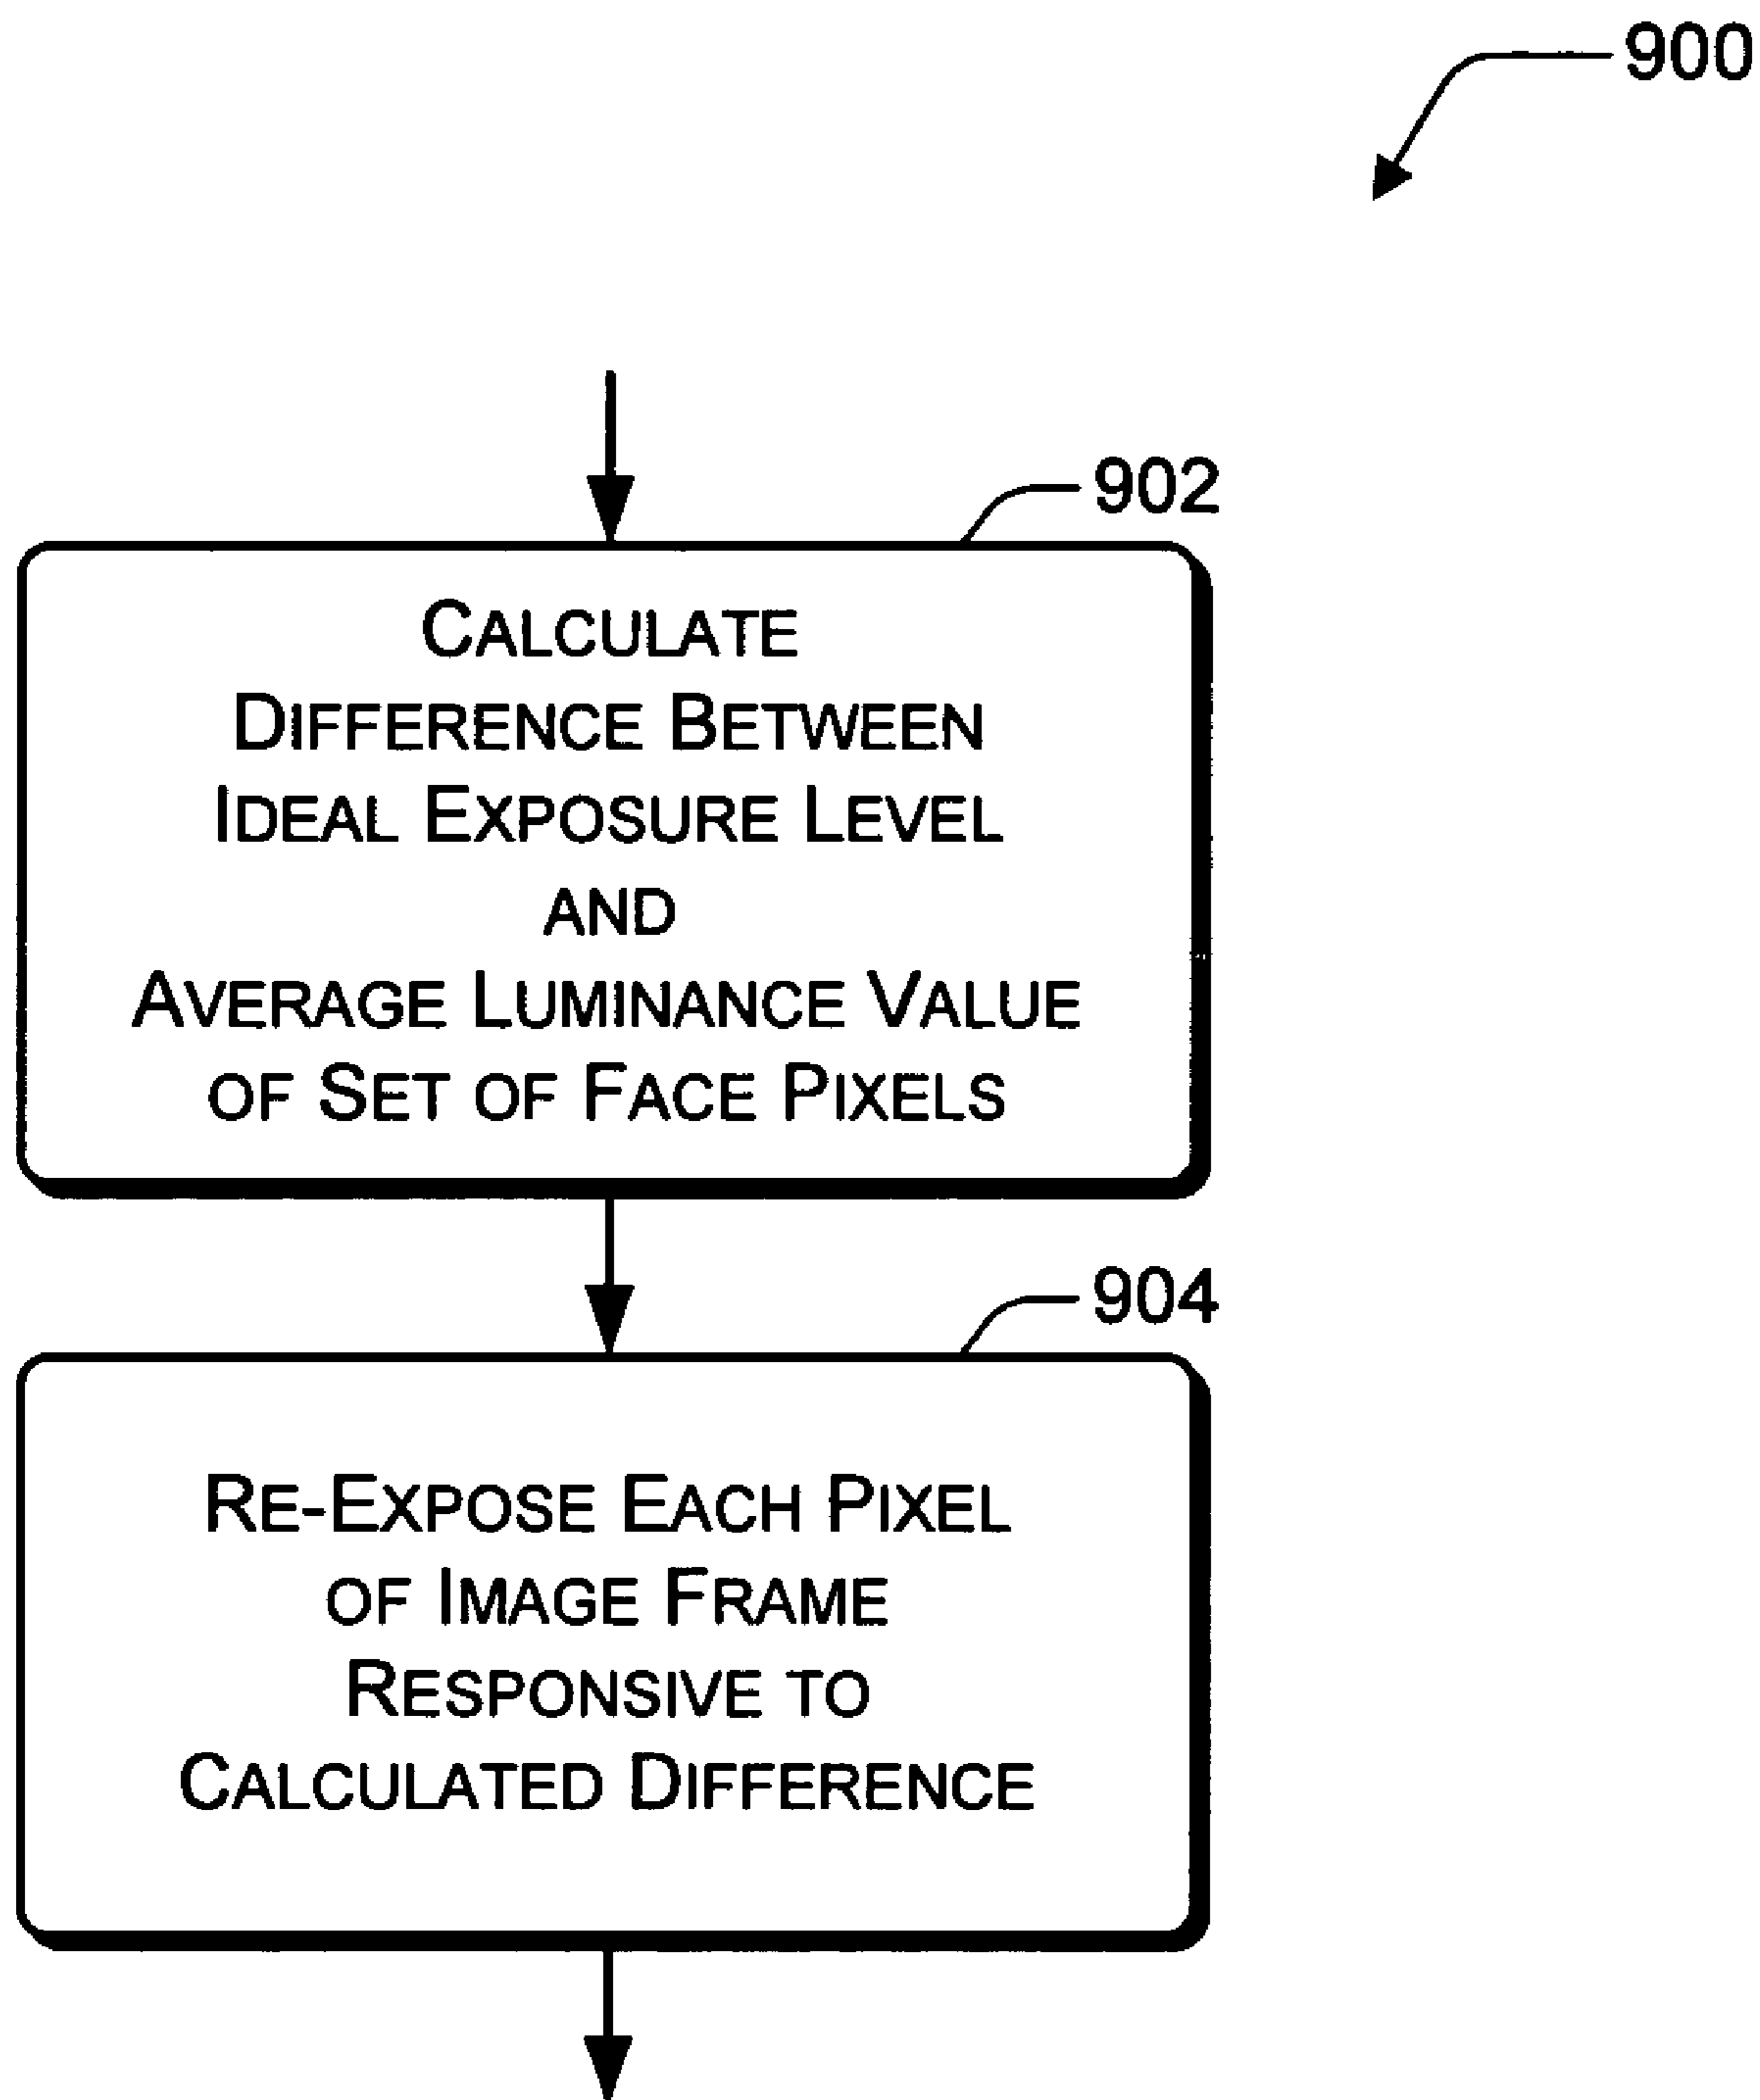 900
902
CALCULATE
DIFFERENCE BETWEEN
IDEAL EXPOSURE LEVEL
AND
AVERAGE LUMINANCE VALUE
OF SET OF FACE PIXELS
904
RE-EXPOSE EACH PIXEL
OF IMAGE FRAME
RESPONSIVE TO
CALCULATED DIFFERENCE